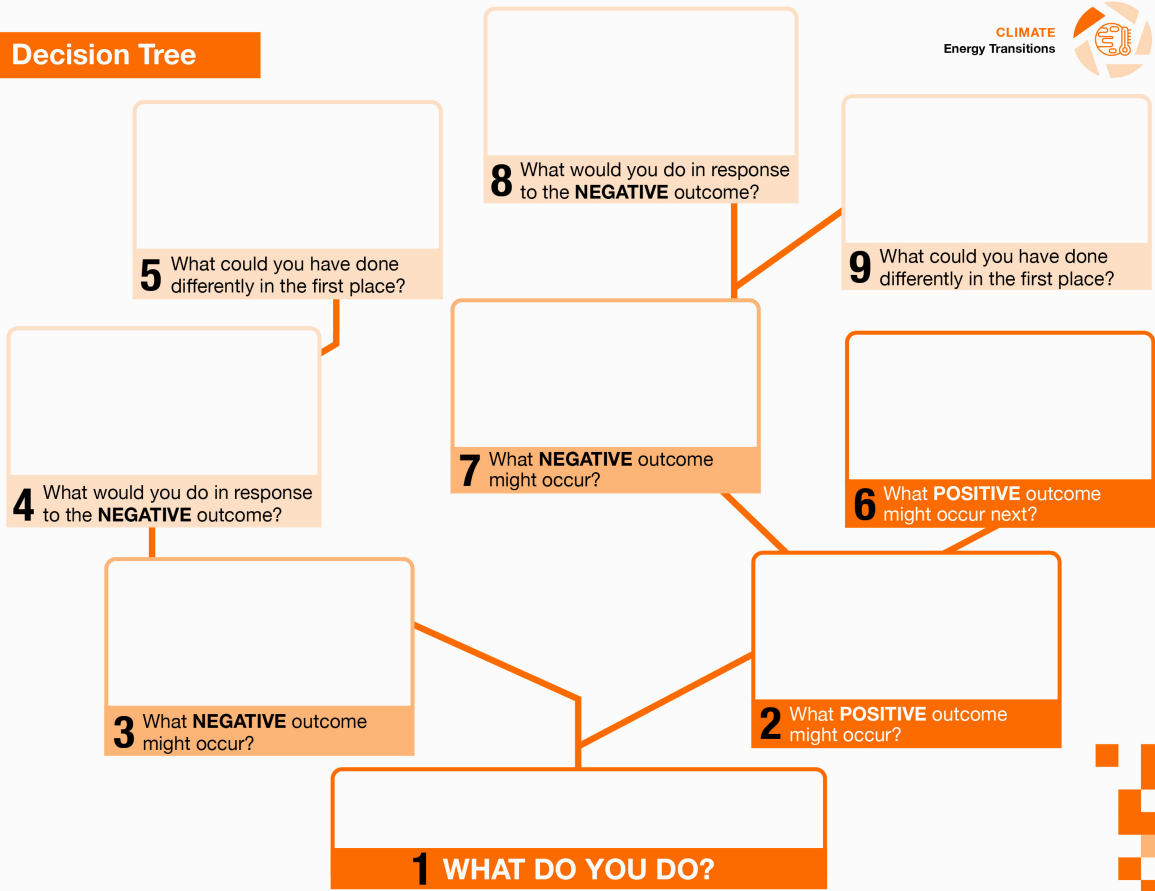 Decision Tree
CLIMATE
Energy Transitions
8 What would you do in response
to the NEGATIVE outcome?
5 What could you have done
differently in the first place?
9 What could you have done
differently in the first place?
4 What would you do in response
to the NEGATIVE outcome?
7 What NEGATIVE outcome
might occur?
6 What POSITIVE outcome
might occur next?
3 What NEGATIVE outcome
might occur?
2 What POSITIVE outcome
might occur?
1 WHAT DO YOU DO?